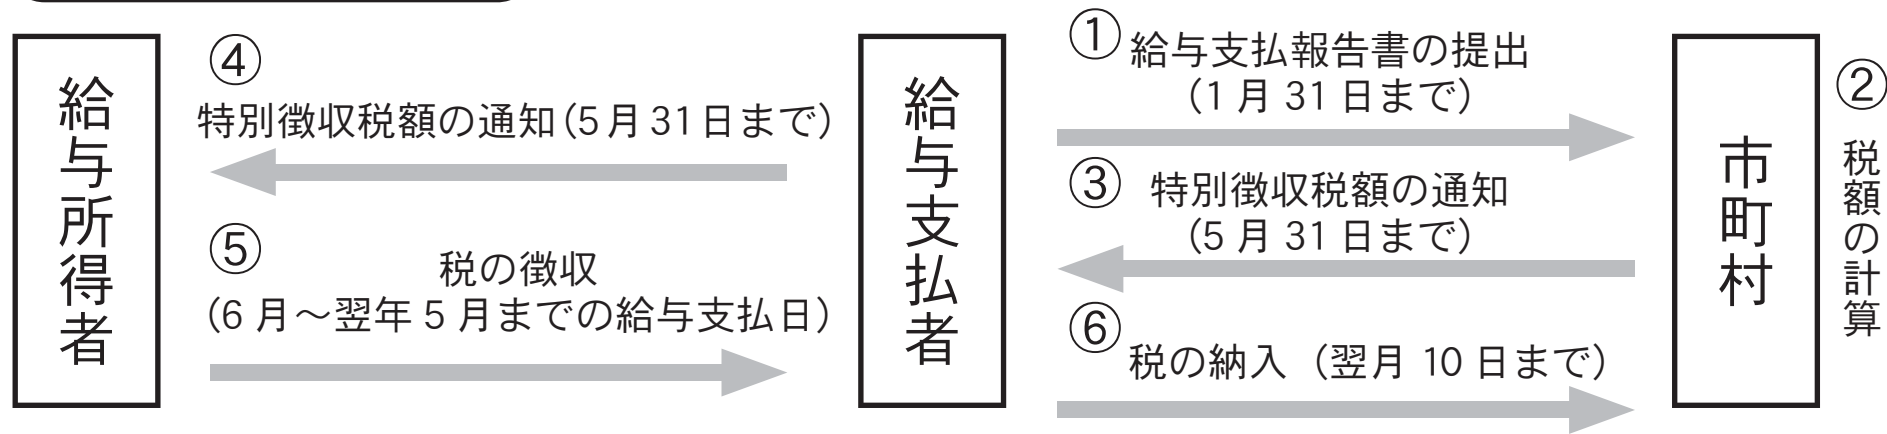 給与所得者
④
特別徴収税額の通知(5月31日まで)
⑤
税の徴収
(6月～翌年5月までの給与支払日)
給与支払者
①
給与支払報告書の提出
(1月31日まで)
③
特別徴収税額の通知
(5月31日まで)
⑥
税の納入(翌月10日まで)
市町村
②
税額の計算